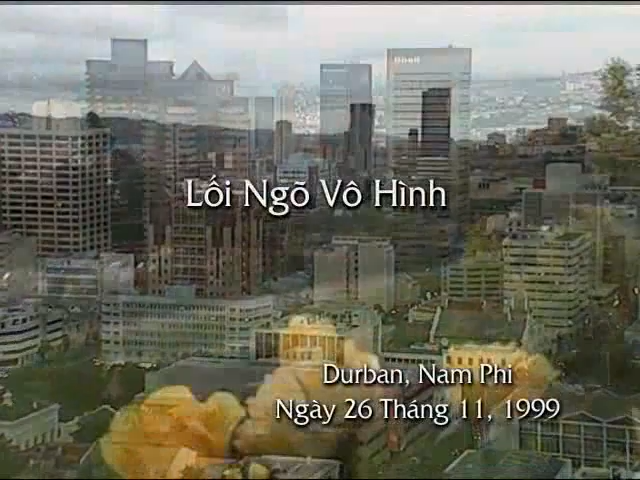 Lối Ngõ Vô Hình
Durban, Nam Phi
Ngày 26 Tháng 11, 1999